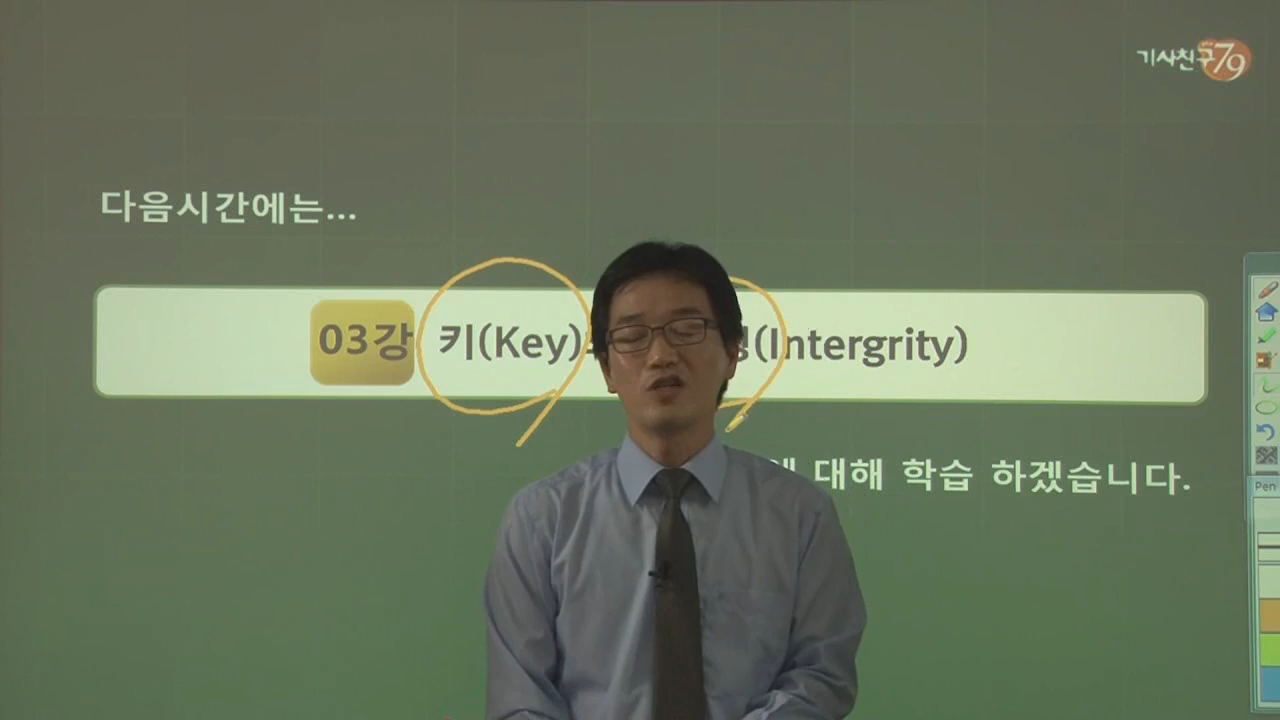 기사친구79
다음시간에는...
03강 키(Key) (Intergrity)
대해 학습 하겠습니다.
Pen